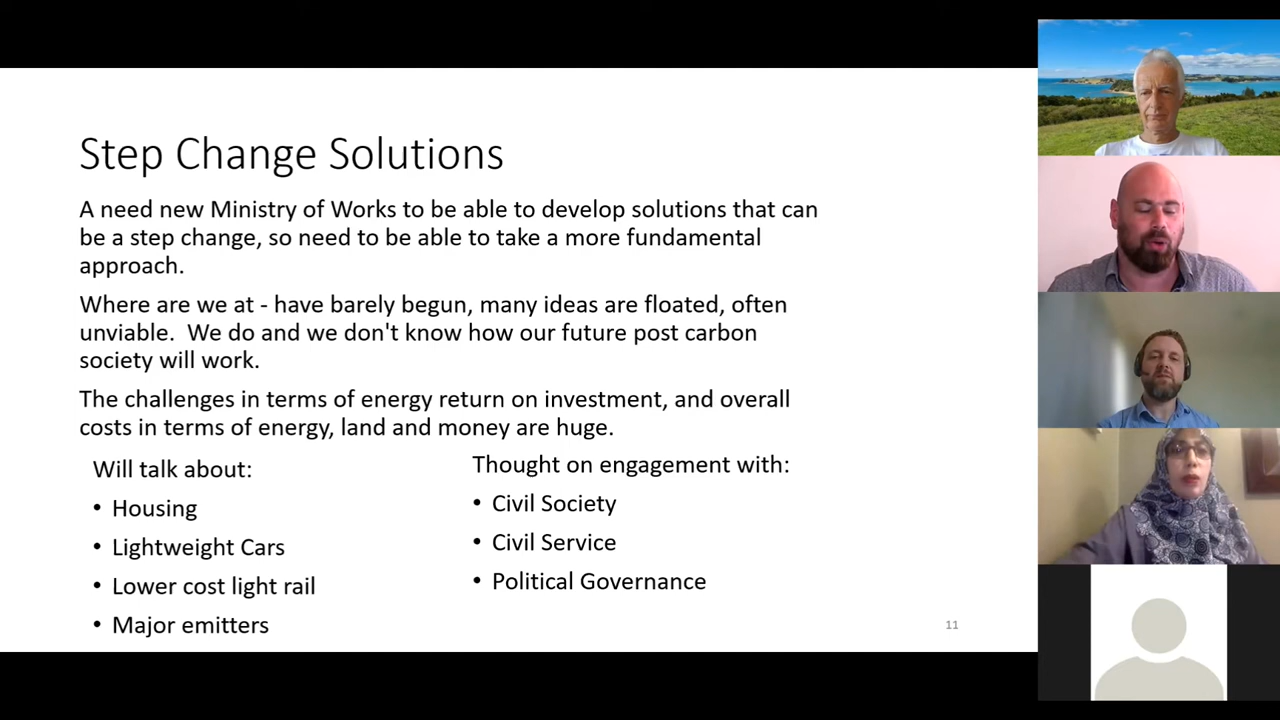 Step Change Solutions
A need new Ministry of Works to be able to develop solutions that can
be a step change, so need to be able to take a more fundamental
approach.
Where are we at - have barely begun, many ideas are floated, often
unviable.  We do and we don't know how our future post carbon
society will work.
The challenges in terms of energy return on investment, and overall
costs in terms of energy, land and money are huge.
Will talk about:
• Housing
• Lightweight Cars
• Lower cost light rail
• Major emitters
Thought on engagement with:
• Civil Society
• Civil Service
• Political Governance
11